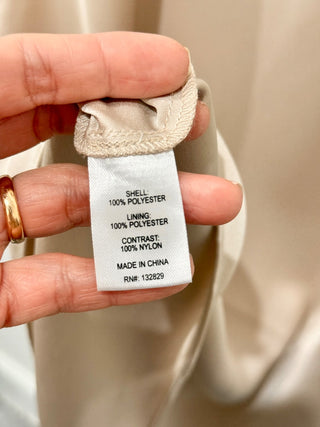 SHELL:
100% POLYESTER
LINING:
100% POLYESTER
CONTRAST:
100% NYLON
MADE IN CHINA
RN#: 132829